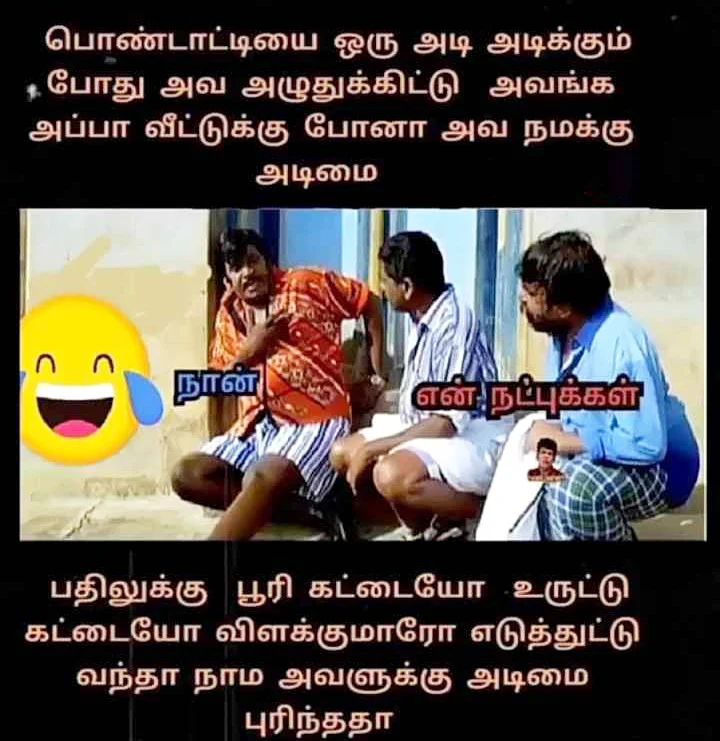 பொண்டாட்டியை ஒரு அடி அடிக்கும்
போது அவ அழுதுக்கிட்டு அவங்க
அப்பா வீட்டுக்கு போனா அவ நமக்கு
அடிமை
நான்
என் நட்புக்கள்
பதிலுக்கு பூரி கட்டையோ உருட்டு
கட்டையோ விளக்குமாரோ எடுத்துட்டு
வந்தா நாம அவளுக்கு அடிமை
புரிந்ததா